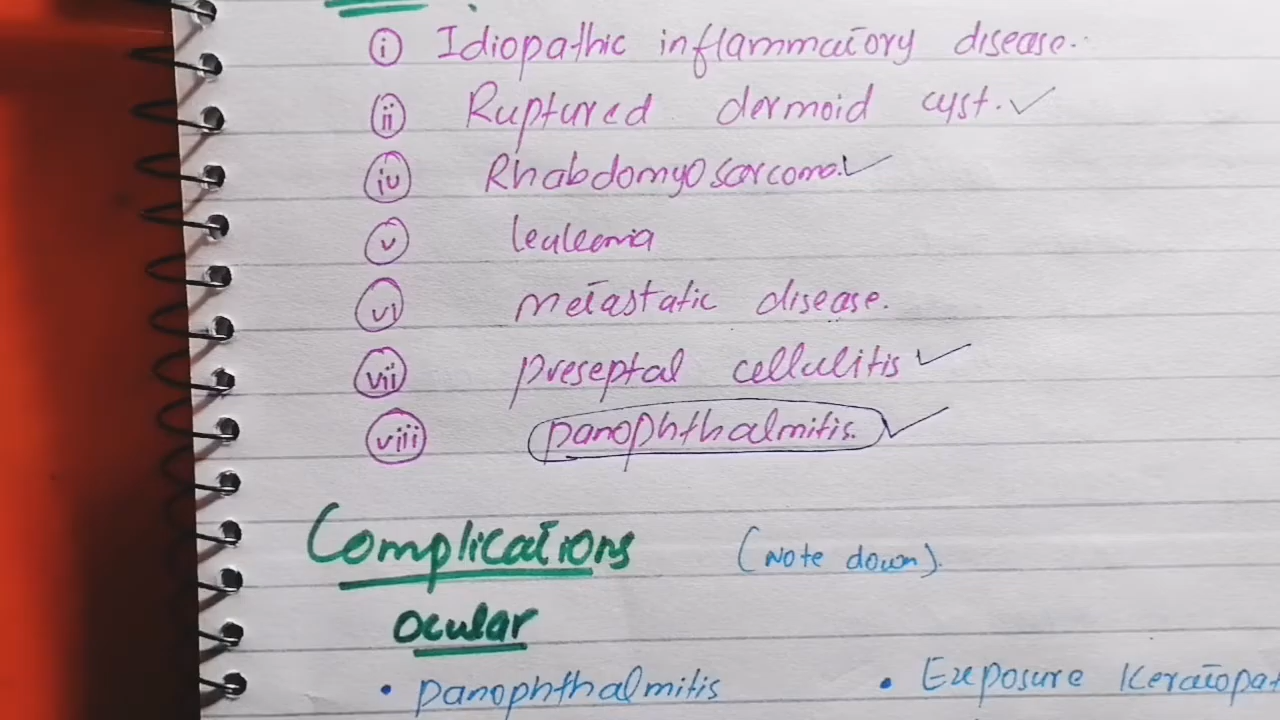 (i) Idiopathic inflammatory disease.
(ii) Ruptured dermoid cyst. ✓
(iv) Rhabdomyosarcoma. ✓
(v) leukemia
(vi) metastatic disease.
(vii) preseptal cellulitis ✓
(viii) panophthalmitis. ✓
Complications (Note down).
Ocular
• panophthalmitis • Exposure Keratopat